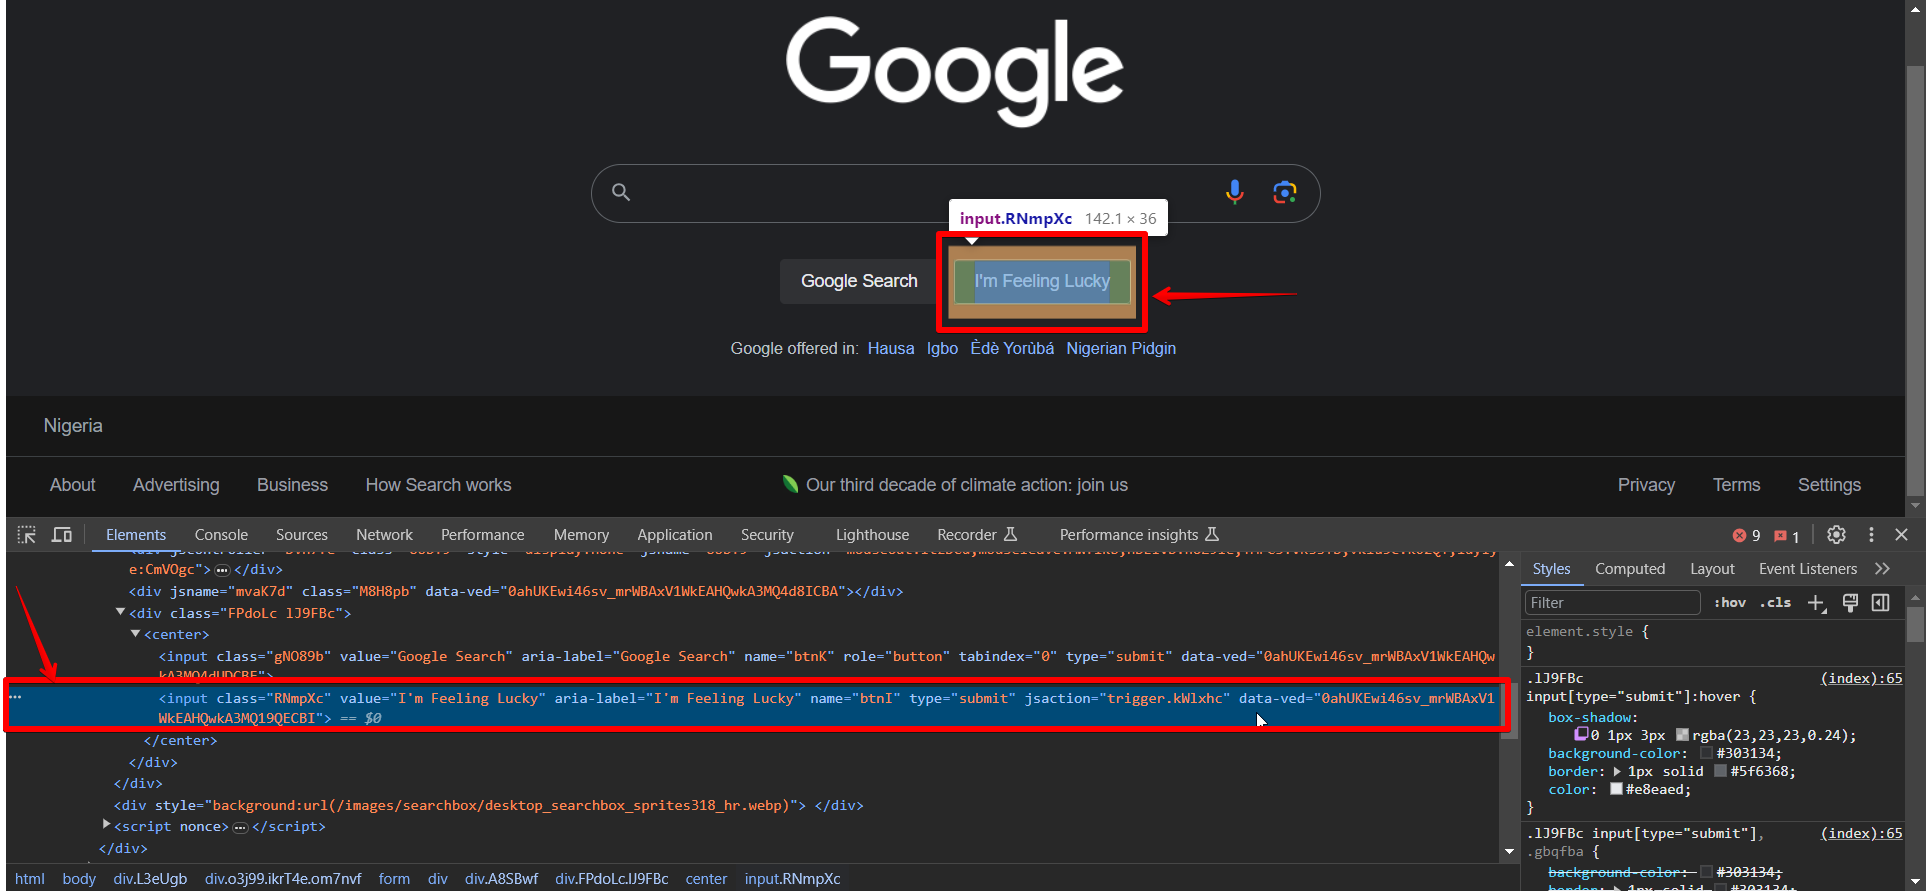 Google
input.RNmpXc 142.1 × 36
Google Search I'm Feeling Lucky
Google offered in: Hausa Igbo Èdè Yorùbá Nigerian Pidgin
Nigeria
About Advertising Business How Search works Our third decade of climate action: join us Privacy Terms Settings
Elements Console Sources Network Performance Memory Application Security Lighthouse Recorder Performance insights 9 1
e:CmVOgc">…</div>
<div jsname="mvaK7d" class="M8H8pb" data-ved="0ahUKEwi46sv_mrWBAxV1WkEAHQwkA3MQ4d8ICBA"></div>
<div class="FPdoLc lJ9FBc">
<center>
<input class="gNO89b" value="Google Search" aria-label="Google Search" name="btnK" role="button" tabindex="0" type="submit" data-ved="0ahUKEwi46sv_mrWBAxV1WkEAHQw
kA3MQ4dUDCBE">
<input class="RNmpXc" value="I'm Feeling Lucky" aria-label="I'm Feeling Lucky" name="btnI" type="submit" jsaction="trigger.kWlxhc" data-ved="0ahUKEwi46sv_mrWBAxV1
WkEAHQwkA3MQ19QECBI"> == $0
</center>
</div>
</div>
<div style="background:url(/images/searchbox/desktop_searchbox_sprites318_hr.webp)"> </div>
<script nonce>…</script>
</div>
html body div.L3eUgb div.o3j99.ikrT4e.om7nvf form div div.A8SBwf div.FPdoLc.lJ9FBc center input.RNmpXc
Styles Computed Layout Event Listeners
Filter :hov .cls
element.style {
}
.lJ9FBc (index):65
input[type="submit"]:hover {
box-shadow:
0 1px 3px rgba(23,23,23,0.24);
background-color: #303134;
border: 1px solid #5f6368;
color: #e8eaed;
}
.lJ9FBc input[type="submit"], (index):65
.gbqfba {
background-color: #303134;
border: 1px solid #303134;